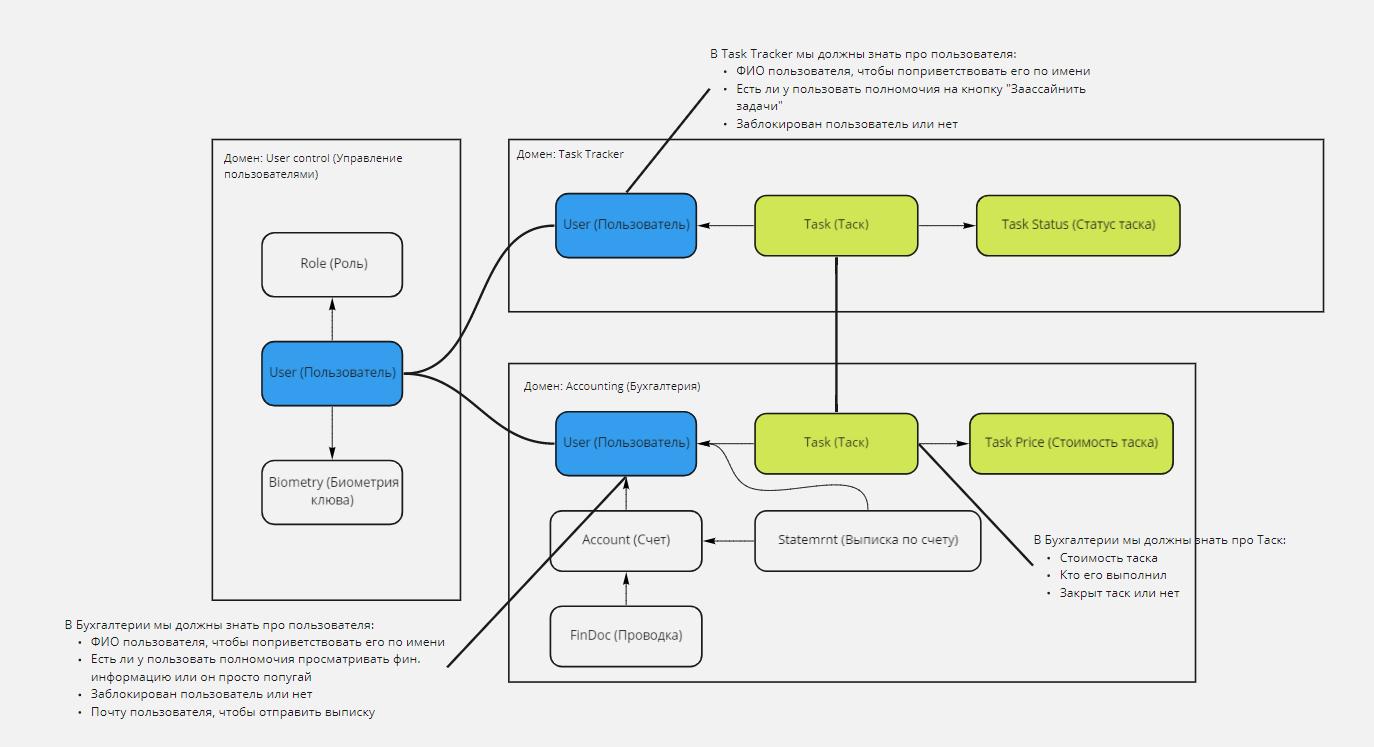 В Task Tracker мы должны знать про пользователя:
• ФИО пользователя, чтобы поприветствовать его по имени
• Есть ли у пользовать полномочия на кнопку "Заассайнить
задачи"
• Заблокирован пользователь или нет
Домен: User control (Управление
пользователями)
Role (Роль)
User (Пользователь)
Biometry (Биометрия
клюва)
Домен: Task Tracker
User (Пользователь)
Task (Таск)
Task Status (Статус таска)
Домен: Accounting (Бухгалтерия)
User (Пользователь)
Task (Таск)
Task Price (Стоимость таска)
Account (Счет)
Statemrnt (Выписка по счету)
FinDoc (Проводка)
В Бухгалтерии мы должны знать про Таск:
• Стоимость таска
• Кто его выполнил
• Закрыт таск или нет
В Бухгалтерии мы должны знать про пользователя:
• ФИО пользователя, чтобы поприветствовать его по имени
• Есть ли у пользовать полномочия просматривать фин.
информацию или он просто попугай
• Заблокирован пользователь или нет
• Почту пользователя, чтобы отправить выписку